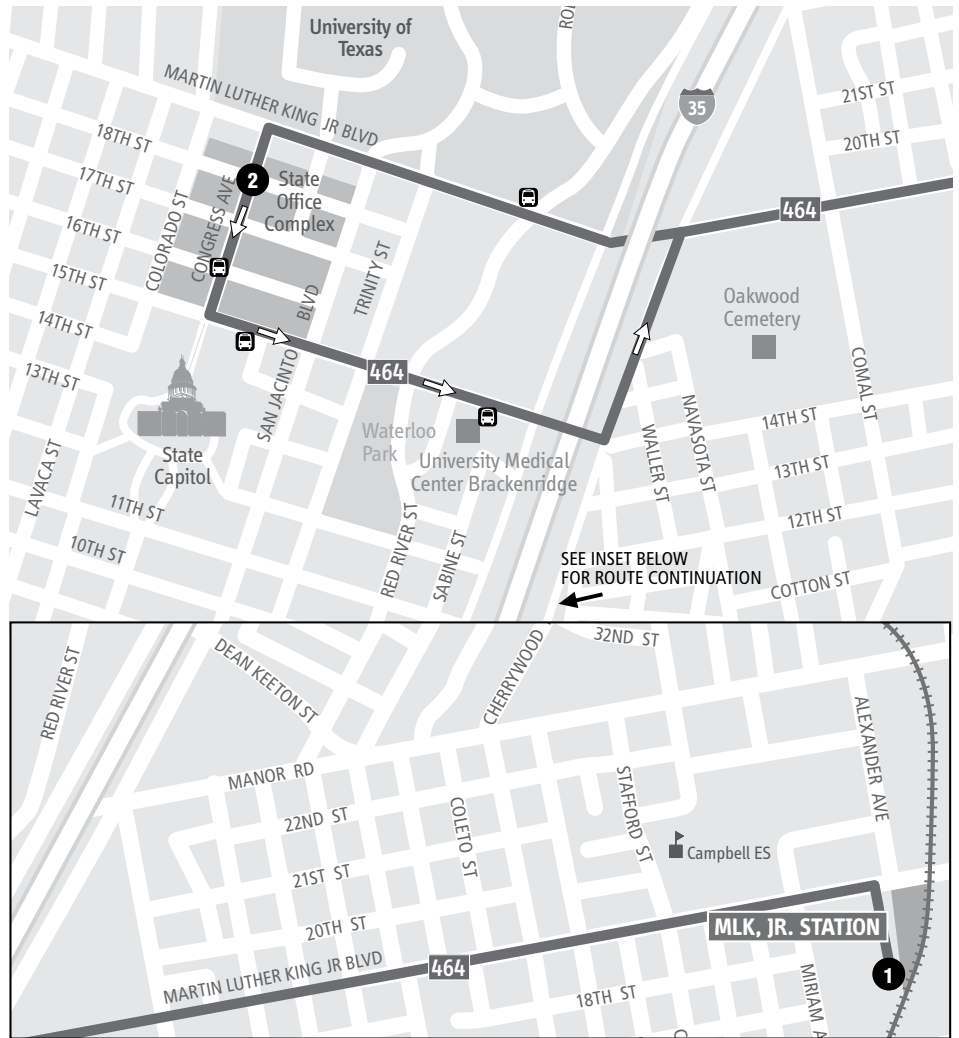 University of
Texas
RO
MARTIN LUTHER KING JR BLVD
35
21ST ST
20TH ST
18TH ST
17TH ST
16TH ST
15TH ST
14TH ST
13TH ST
COLORADO ST
CONGRESS AVE
2
State
Office
Complex
464
TRINITY ST
SAN JACINTO BLVD
464
Oakwood
Cemetery
COMAL ST
State
Capitol
LAVACA ST
Waterloo
Park
University Medical
Center Brackenridge
WALLER ST
NAVASOTA ST
14TH ST
13TH ST
12TH ST
11TH ST
10TH ST
RED RIVER ST
SABINE ST
SEE INSET BELOW
FOR ROUTE CONTINUATION
COTTON ST
RED RIVER ST
DEAN KEETON ST
CHERRYWOOD
32ND ST
ALEXANDER AVE
MANOR RD
22ND ST
COLETO ST
STAFFORD ST
Campbell ES
21ST ST
20TH ST
MLK, JR. STATION
MARTIN LUTHER KING JR BLVD
464
1
18TH ST
MIRIAM A